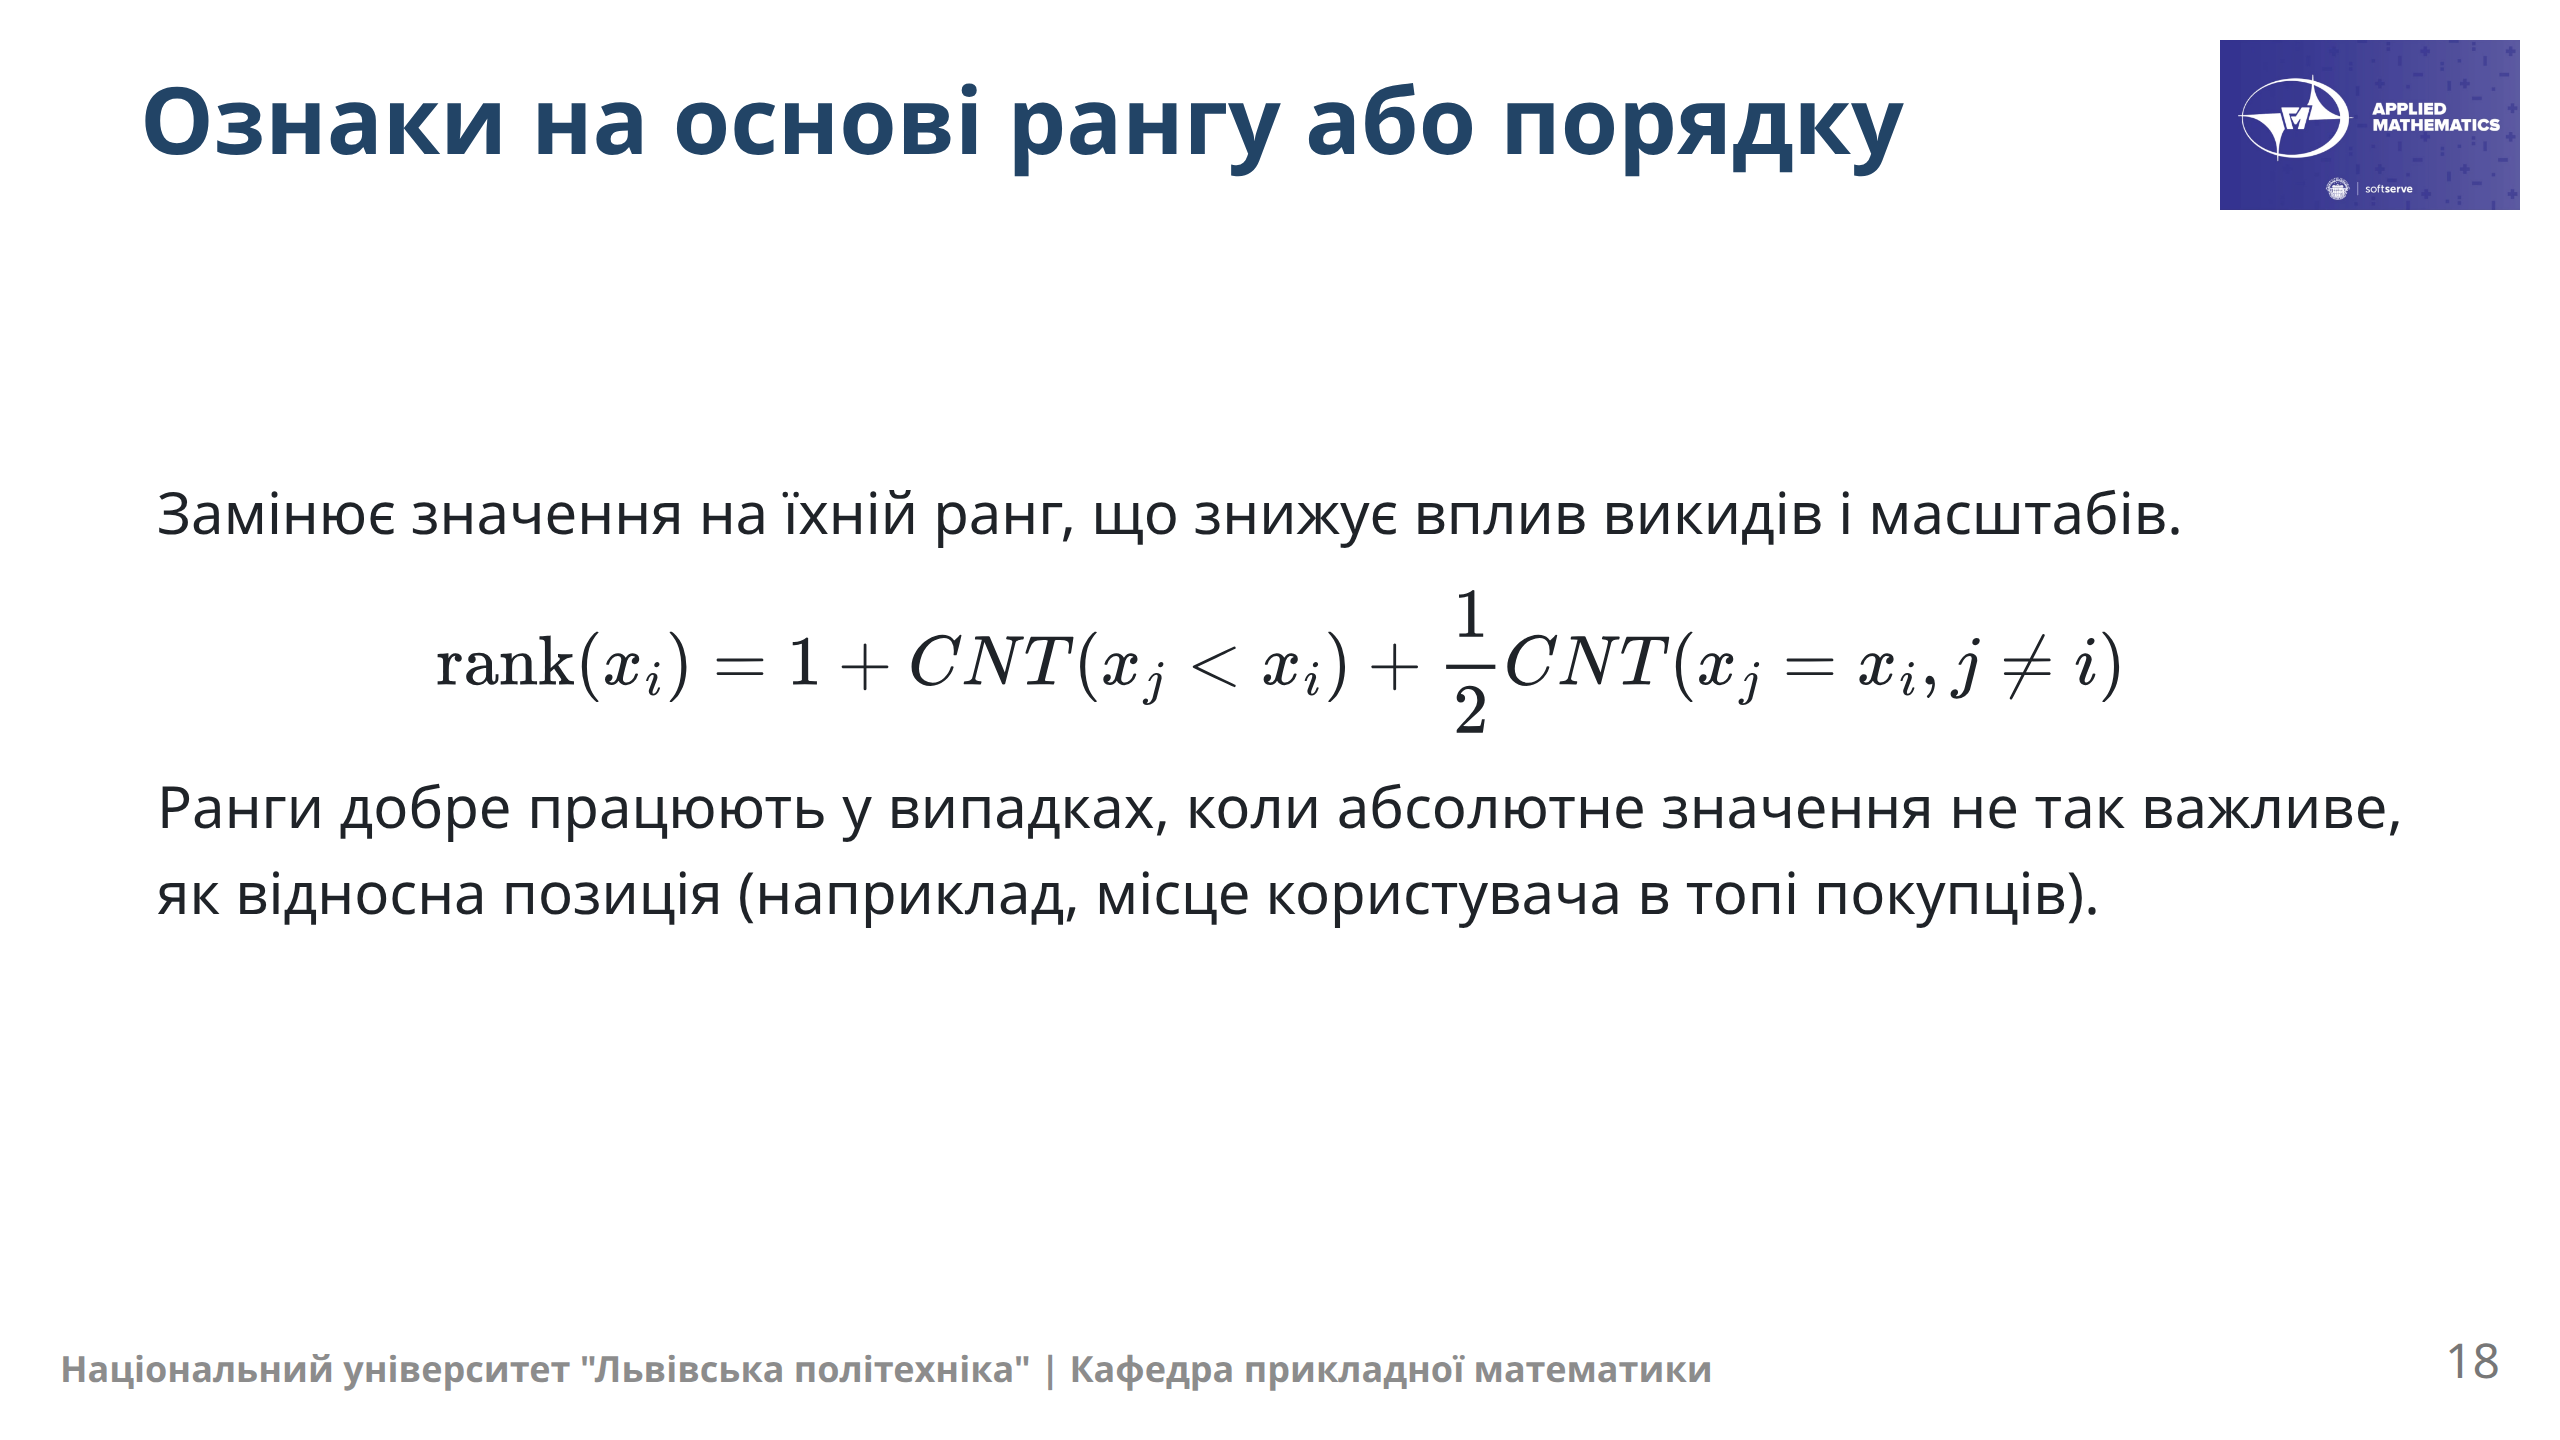 Ознаки на основі рангу або порядку
APPLIED
MATHEMATICS
softserve
Замінює значення на їхній ранг, що знижує вплив викидів і масштабів.
rank(x_i) = 1 + CNT(x_j < x_i) + \frac{1}{2} CNT(x_j = x_i, j ≠ i)
Ранги добре працюють у випадках, коли абсолютне значення не так важливе,
як відносна позиція (наприклад, місце користувача в топі покупців).
Національний університет "Львівська політехніка" | Кафедра прикладної математики
18